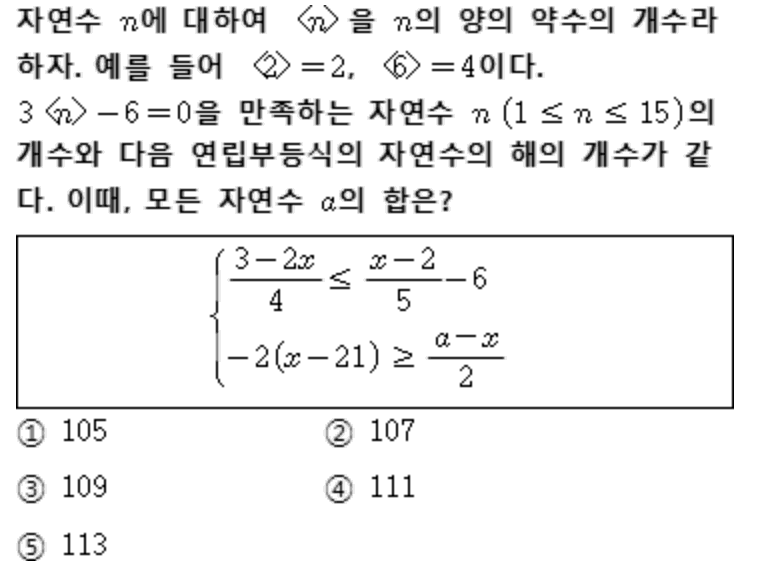 자연수 n에 대하여 《n》을 n의 양의 약수의 개수라
하자. 예를 들어 《2》=2, 《6》=4이다.
3《n》-6=0을 만족하는 자연수 n (1 ≤ n ≤ 15)의
개수와 다음 연립부등식의 자연수의 해의 개수가 같
다. 이때, 모든 자연수 a의 합은?
{ (3-2x)/4 ≤ (x-2)/5 - 6
-2(x-21) ≥ (a-x)/2
① 105 ② 107
③ 109 ④ 111
⑤ 113